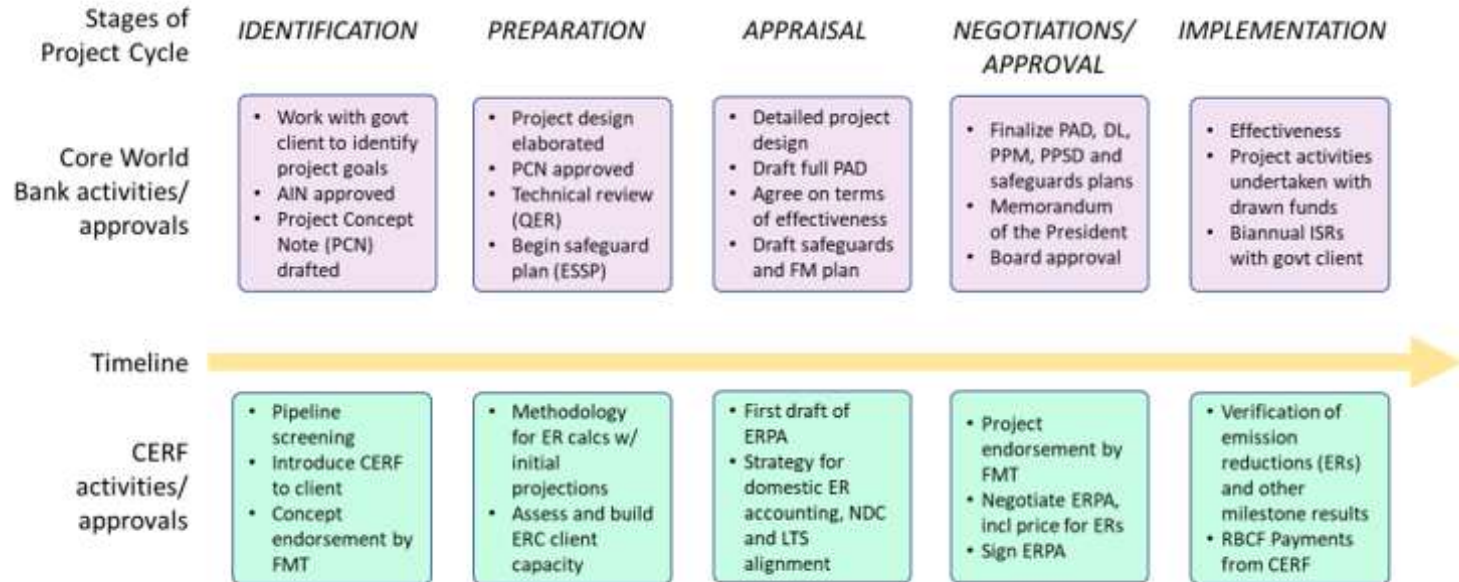 Stages of
Project Cycle
IDENTIFICATION
PREPARATION
APPRAISAL
NEGOTIATIONS/
APPROVAL
IMPLEMENTATION
Core World
Bank activities/
approvals
• Work with govt
client to identify
project goals
• AIN approved
• Project Concept
Note (PCN)
drafted
• Project design
elaborated
• PCN approved
• Technical review
(QER)
• Begin safeguard
plan (ESSP)
• Detailed project
design
• Draft full PAD
• Agree on terms
of effectiveness
• Draft safeguards
and FM plan
• Finalize PAD, DL,
PPM, PPSD and
safeguards plans
• Memorandum
of the President
• Board approval
• Effectiveness
• Project activities
undertaken with
drawn funds
• Biannual ISRs
with govt client
Timeline
CERF
activities/
approvals
• Pipeline
screening
• Introduce CERF
to client
• Concept
endorsement by
FMT
• Methodology
for ER calcs w/
initial
projections
• Assess and build
ERC client
capacity
• First draft of
ERPA
• Strategy for
domestic ER
accounting, NDC
and LTS
alignment
• Project
endorsement by
FMT
• Negotiate ERPA,
incl price for ERs
• Sign ERPA
• Verification of
emission
reductions (ERs)
and other
milestone results
• RBCF Payments
from CERF